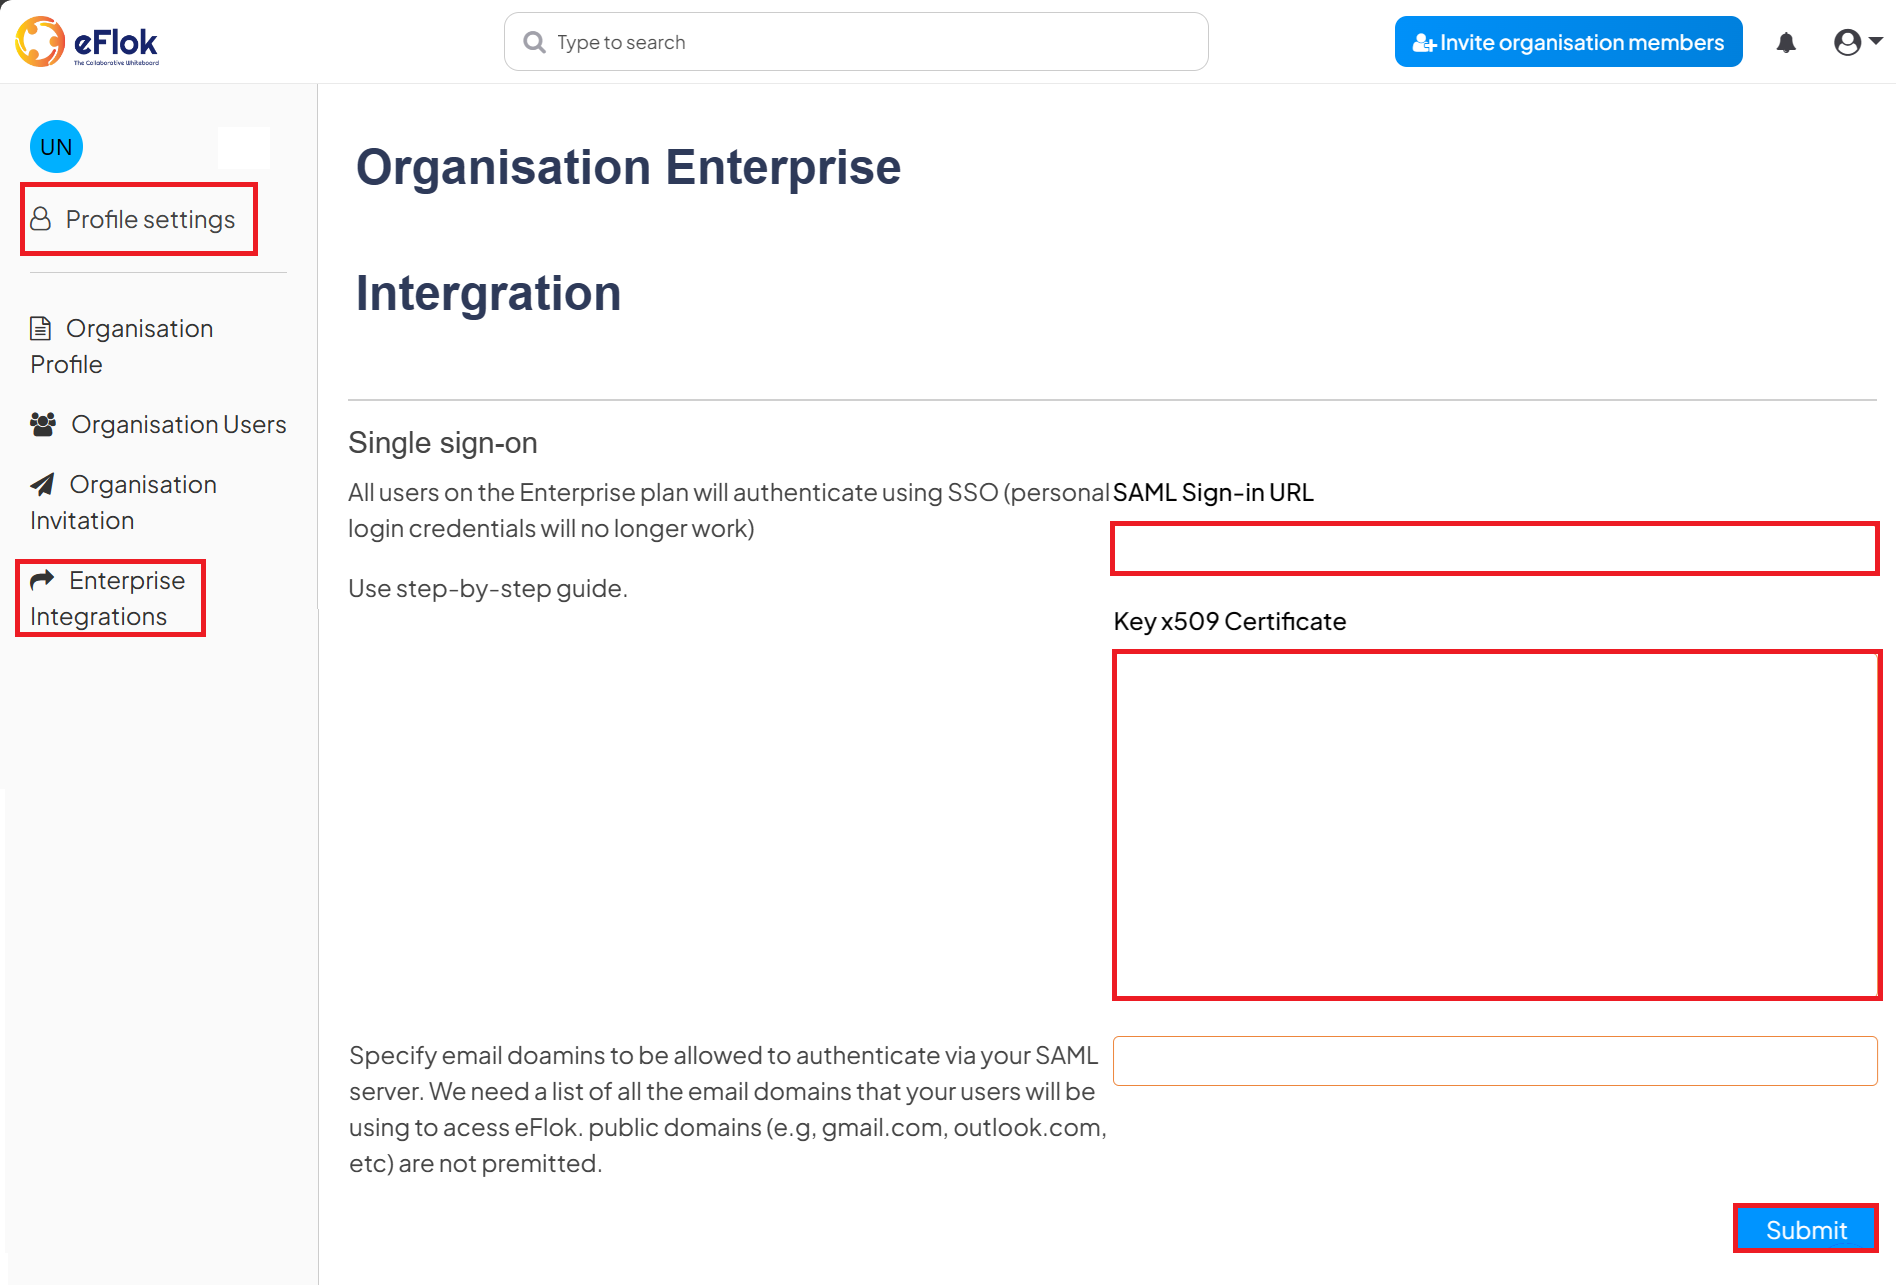 eFlok
The Collaborative Whiteboard
Type to search
Invite organisation members
UN
Profile settings
Organisation
Profile
Organisation Users
Organisation
Invitation
Enterprise
Integrations
Organisation Enterprise
Intergration
Single sign-on
All users on the Enterprise plan will authenticate using SSO (personal
login credentials will no longer work)
Use step-by-step guide.
SAML Sign-in URL
Key x509 Certificate
Specify email doamins to be allowed to authenticate via your SAML
server. We need a list of all the email domains that your users will be
using to acess eFlok. public domains (e.g, gmail.com, outlook.com,
etc) are not premitted.
Submit